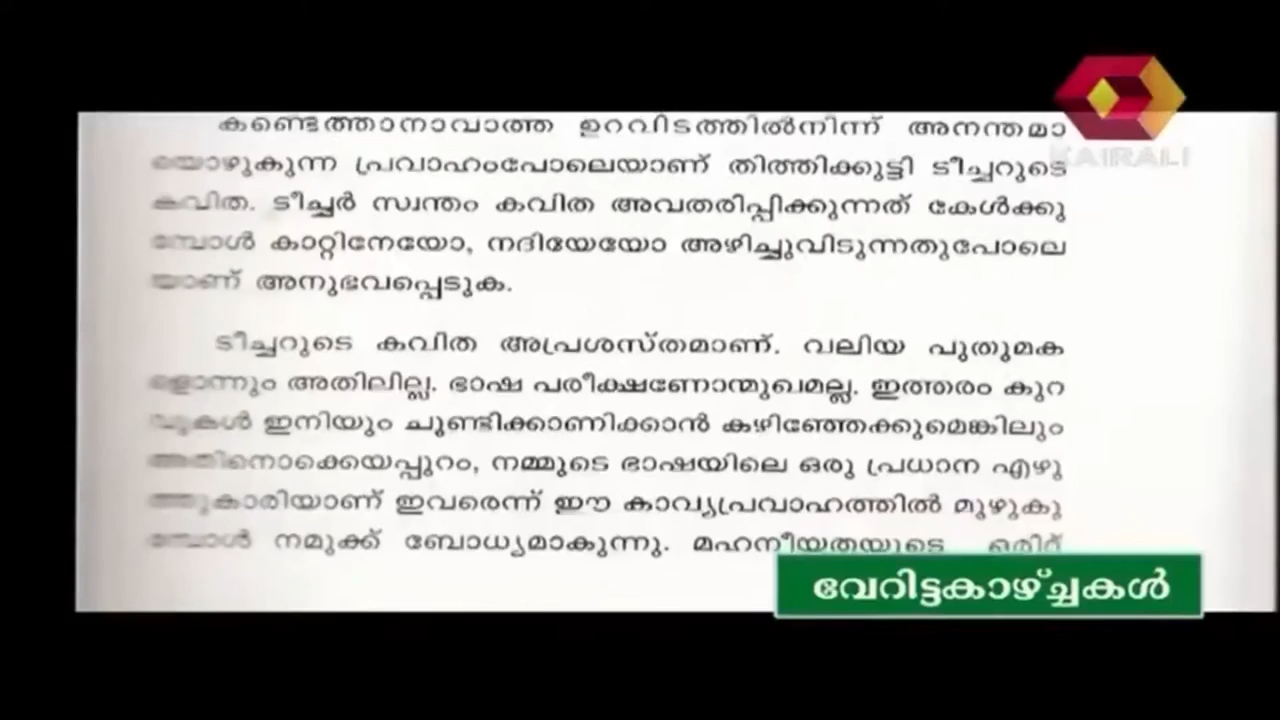 കണ്ടെത്താനാവാത്ത ഉറവിടത്തിൽനിന്ന് അനന്തമാ
യൊഴുകുന്ന പ്രവാഹംപോലെയാണ് തിത്തിക്കുട്ടി ടീച്ചറുടെ
കവിത. ടീച്ചർ സ്വന്തം കവിത അവതരിപ്പിക്കുന്നത് കേൾക്കു
മ്പോൾ കാറ്റിനേയോ, നദിയേയോ അഴിച്ചുവിടുന്നതുപോലെ
യാണ് അനുഭവപ്പെടുക.
ടീച്ചറുടെ കവിത അപ്രശസ്തമാണ്. വലിയ പുതുമക
ളൊന്നും അതിലില്ല. ഭാഷ പരീക്ഷണോന്മുഖമല്ല. ഇത്തരം കുറ
വുകൾ ഇനിയും ചൂണ്ടിക്കാണിക്കാൻ കഴിഞ്ഞേക്കുമെങ്കിലും
അതിനൊക്കെയപ്പുറം, നമ്മുടെ ഭാഷയിലെ ഒരു പ്രധാന എഴു
ത്തുകാരിയാണ് ഇവരെന്ന് ഈ കാവ്യപ്രവാഹത്തിൽ മുഴുകു
മ്പോൾ നമുക്ക് ബോധ്യമാകുന്നു. മഹനീയതയുടെ
KAIRALI
വേറിട്ടകാഴ്ച്ചകൾ